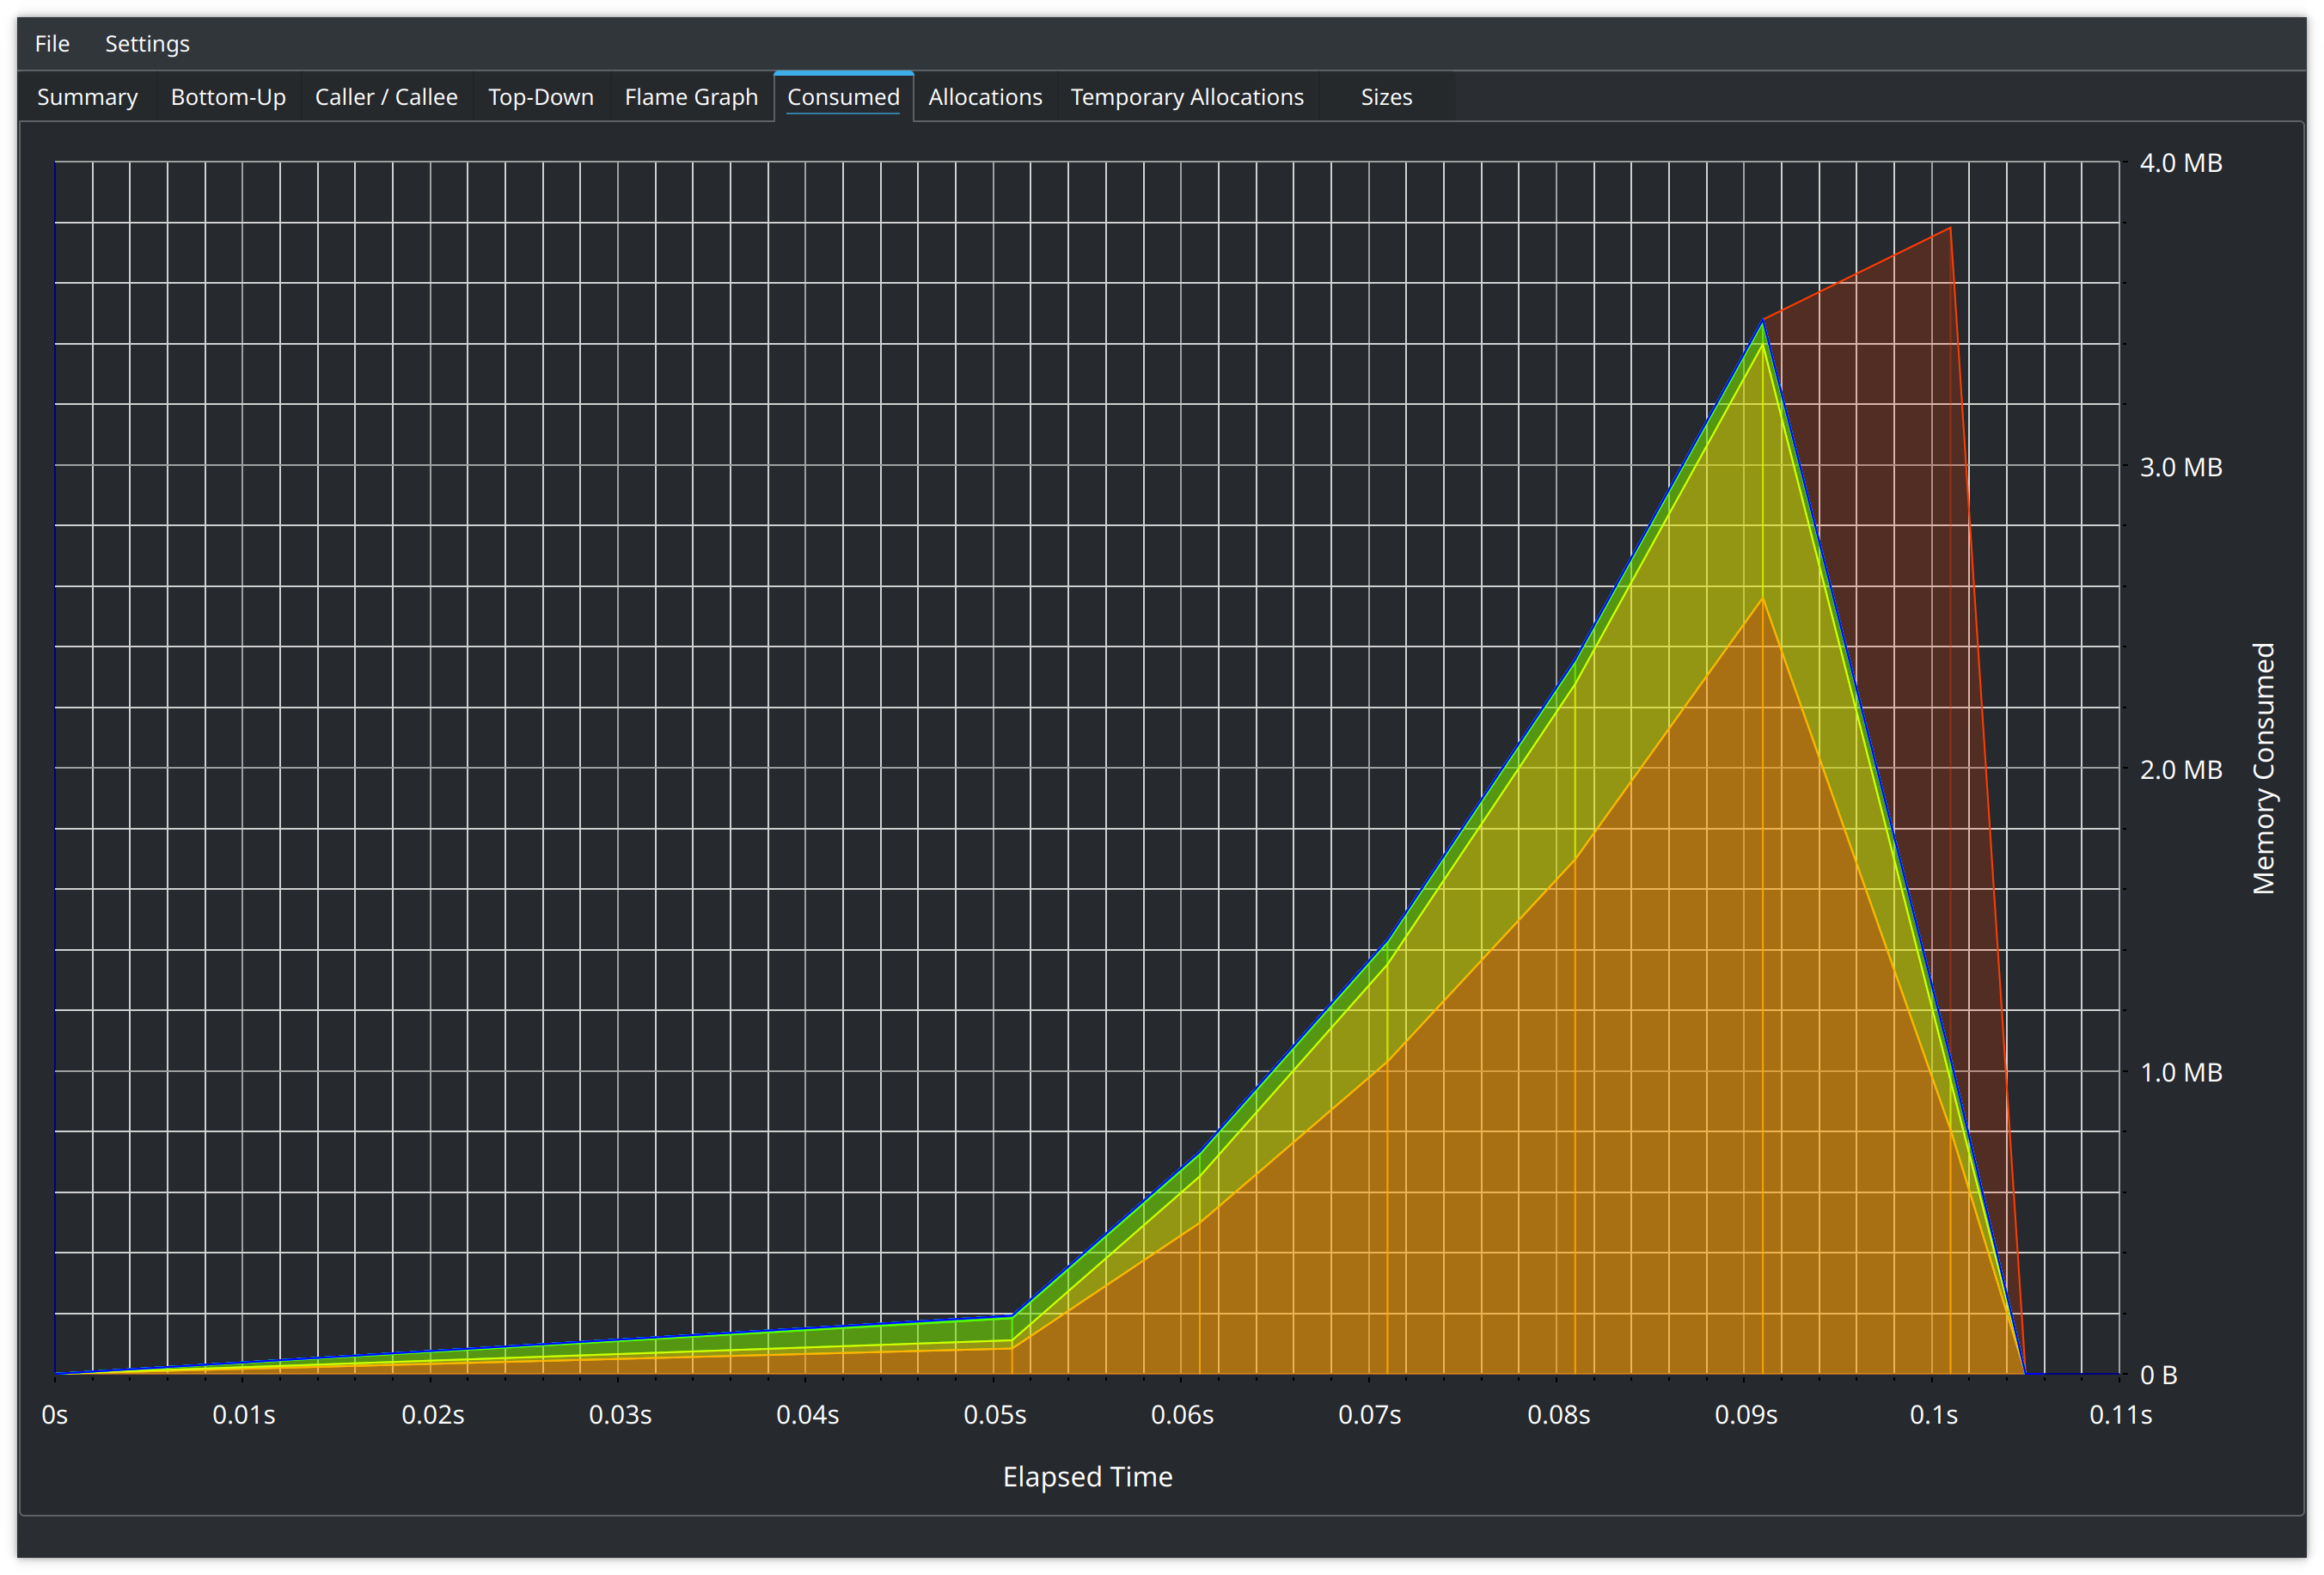 File Settings
Summary Bottom-Up Caller / Callee Top-Down Flame Graph Consumed Allocations Temporary Allocations Sizes
4.0 MB
3.0 MB
2.0 MB
1.0 MB
0 B
Memory Consumed
0s 0.01s 0.02s 0.03s 0.04s 0.05s 0.06s 0.07s 0.08s 0.09s 0.1s 0.11s
Elapsed Time